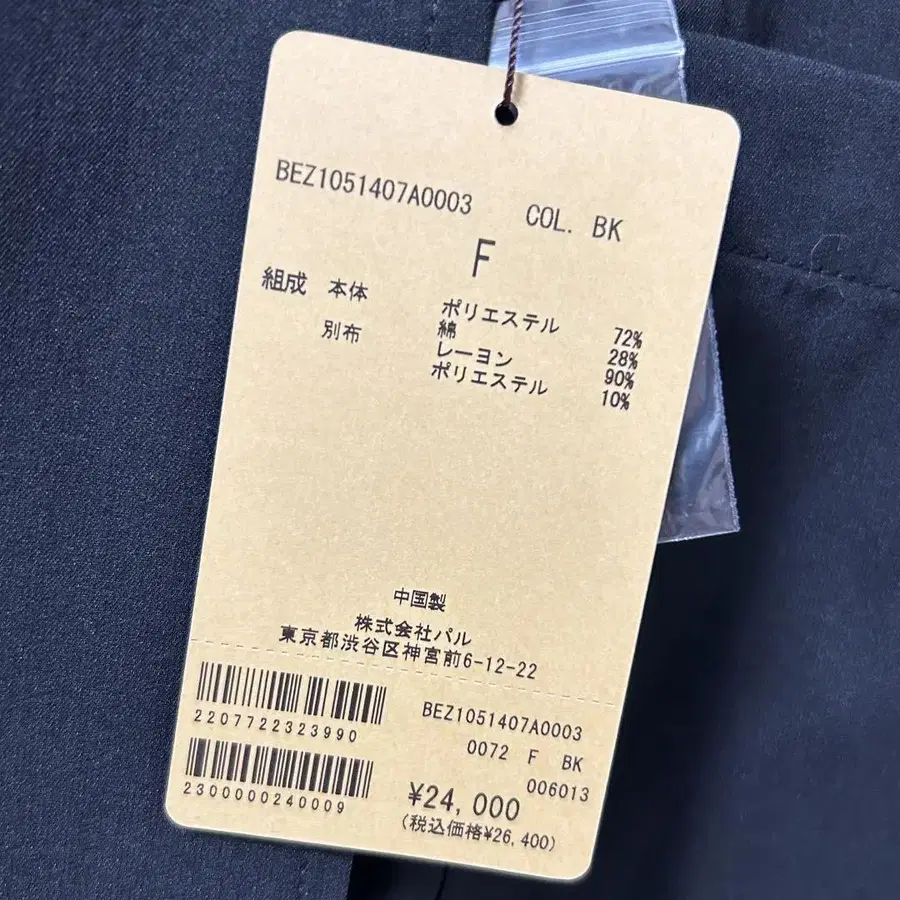 BEZ1051407A0003 COL. BK
F
組成 本体 ポリエステル 72%
綿 28%
別布 レーヨン 90%
ポリエステル 10%
中国製
株式会社パル
東京都渋谷区神宮前6-12-22
2207722323990
BEZ1051407A0003
0072 F BK
006013
2300000240009
¥24,000
(税込価格¥26,400)